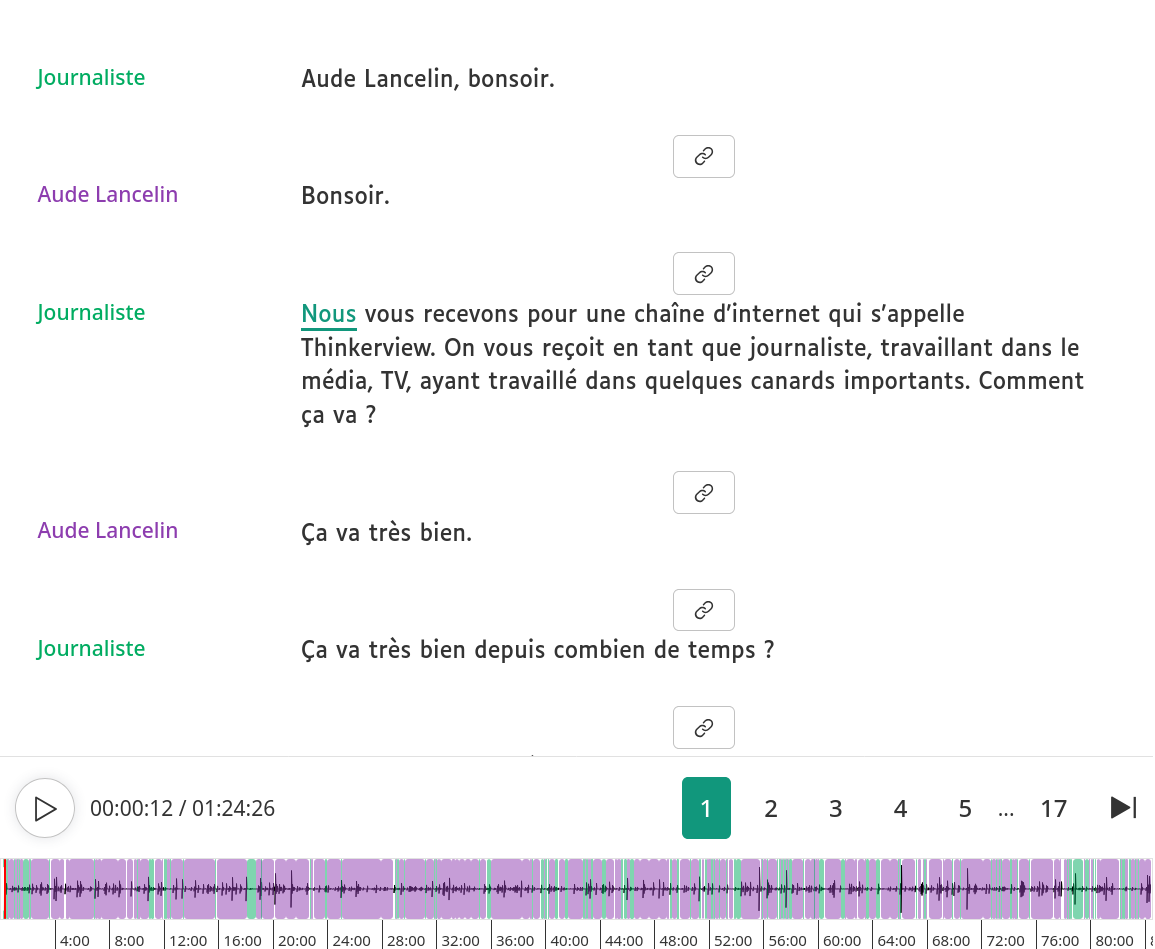 Journaliste
Aude Lancelin, bonsoir.
Aude Lancelin
Bonsoir.
Journaliste
Nous vous recevons pour une chaîne d'internet qui s'appelle
Thinkerview. On vous reçoit en tant que journaliste, travaillant dans le
média, TV, ayant travaillé dans quelques canards importants. Comment
ça va ?
Aude Lancelin
Ça va très bien.
Journaliste
Ça va très bien depuis combien de temps ?
00:00:12 / 01:24:26
1 2 3 4 5 ... 17
4:00 8:00 12:00 16:00 20:00 24:00 28:00 32:00 36:00 40:00 44:00 48:00 52:00 56:00 60:00 64:00 68:00 72:00 76:00 80:00